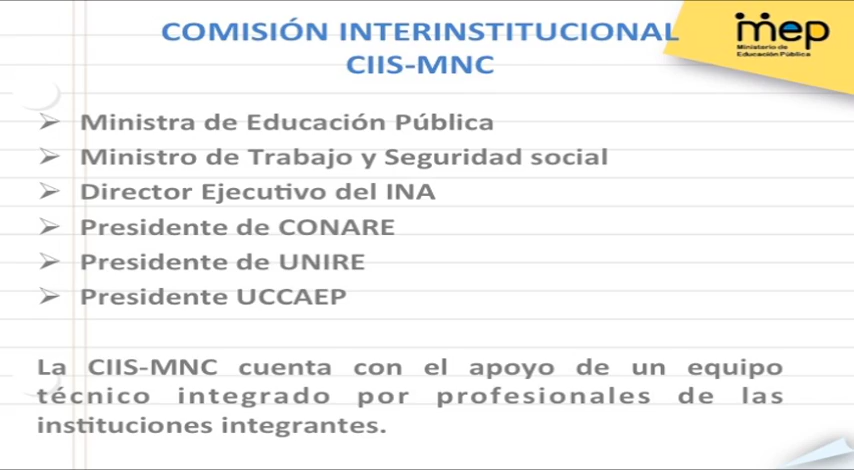 COMISIÓN INTERINSTITUCIONAL
CIIS-MNC
mep
Ministerio de
Educación Pública
➢ Ministra de Educación Pública
➢ Ministro de Trabajo y Seguridad social
➢ Director Ejecutivo del INA
➢ Presidente de CONARE
➢ Presidente de UNIRE
➢ Presidente UCCAEP
La CIIS-MNC cuenta con el apoyo de un equipo
técnico integrado por profesionales de las
instituciones integrantes.